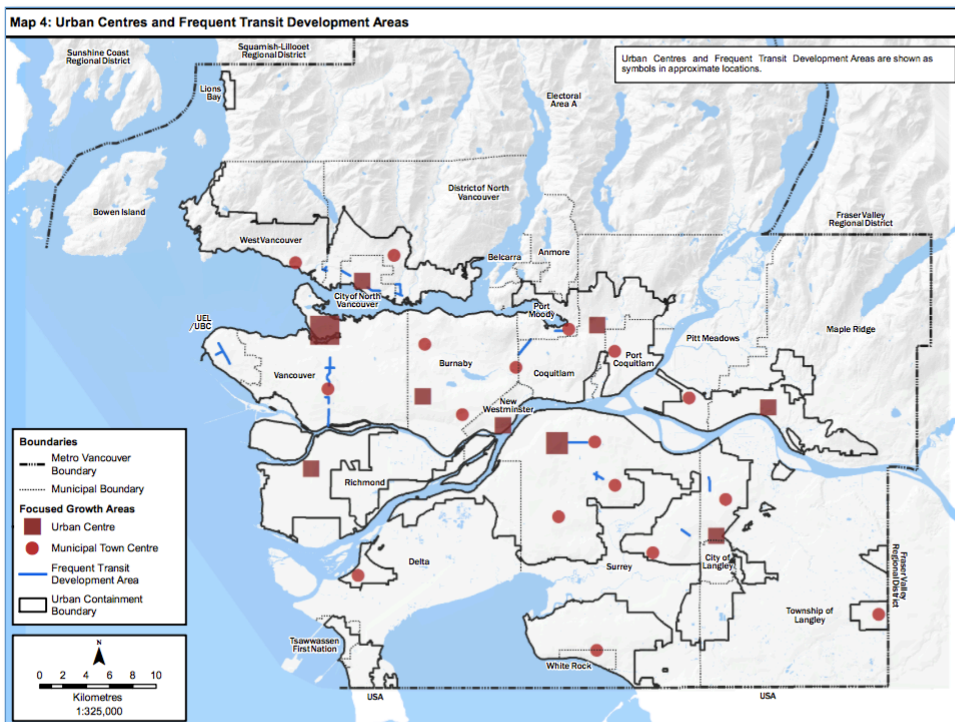 Map 4: Urban Centres and Frequent Transit Development Areas
Sunshine Coast
Regional District
Squamish-Lillooet
Regional District
Urban Centres and Frequent Transit Development Areas are shown as
symbols in approximate locations.
Lions
Bay
Electoral
Area A
Bowen Island
District of North
Vancouver
Fraser Valley
Regional District
West Vancouver
Belcarra
Anmore
City of North
Vancouver
Port
Moody
UEL
/UBC
Pitt Meadows
Maple Ridge
Vancouver
Burnaby
Coquitlam
Port
Coquitlam
New
Westminster
Richmond
Delta
Surrey
City of
Langley
Fraser Valley
Regional District
Township of
Langley
Tsawwassen
First Nation
White Rock
USA
USA
Boundaries
Metro Vancouver
Boundary
Municipal Boundary
Focused Growth Areas
Urban Centre
Municipal Town Centre
Frequent Transit
Development Area
Urban Containment
Boundary
N
0 2 4 6 8 10
Kilometres
1:325,000